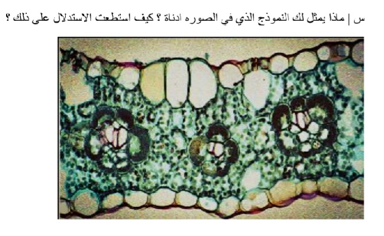 س | ماذا يمثل لك النموذج الذي في الصوره ادناة ؟ كيف استطعت الاستدلال على ذلك ؟